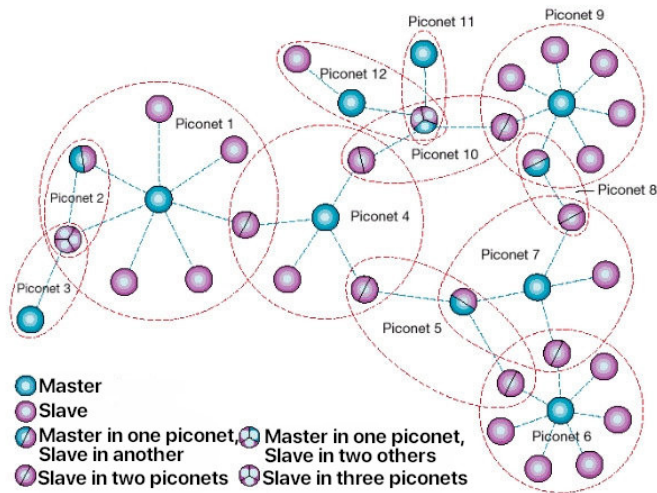 Piconet 11
Piconet 9
Piconet 12
Piconet 1
Piconet 10
Piconet 2
Piconet 8
Piconet 4
Piconet 7
Piconet 3
Piconet 5
Piconet 6
Master
Slave
Master in one piconet,
Slave in another
Slave in two piconets
Master in one piconet,
Slave in two others
Slave in three piconets